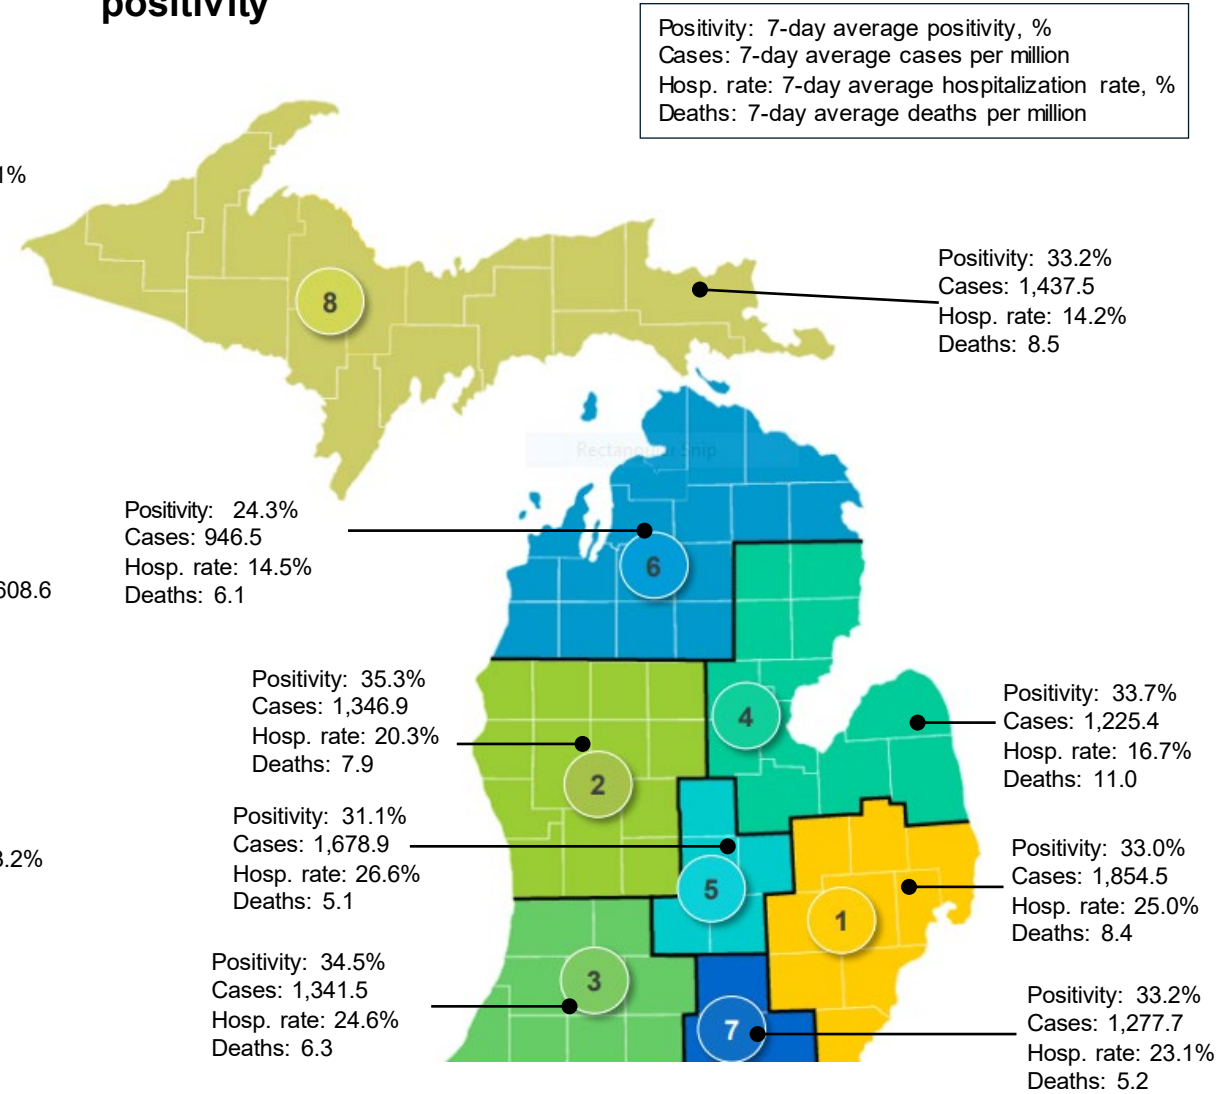 positivity
Positivity: 7-day average positivity, %
Cases: 7-day average cases per million
Hosp. rate: 7-day average hospitalization rate, %
Deaths: 7-day average deaths per million
1%
8
Positivity: 33.2%
Cases: 1,437.5
Hosp. rate: 14.2%
Deaths: 8.5
Rectangular Snip
Positivity: 24.3%
Cases: 946.5
Hosp. rate: 14.5%
Deaths: 6.1
6
608.6
Positivity: 35.3%
Cases: 1,346.9
Hosp. rate: 20.3%
Deaths: 7.9
2
4
Positivity: 33.7%
Cases: 1,225.4
Hosp. rate: 16.7%
Deaths: 11.0
Positivity: 31.1%
Cases: 1,678.9
Hosp. rate: 26.6%
Deaths: 5.1
5
3.2%
Positivity: 33.0%
Cases: 1,854.5
Hosp. rate: 25.0%
Deaths: 8.4
1
Positivity: 34.5%
Cases: 1,341.5
Hosp. rate: 24.6%
Deaths: 6.3
3
7
Positivity: 33.2%
Cases: 1,277.7
Hosp. rate: 23.1%
Deaths: 5.2